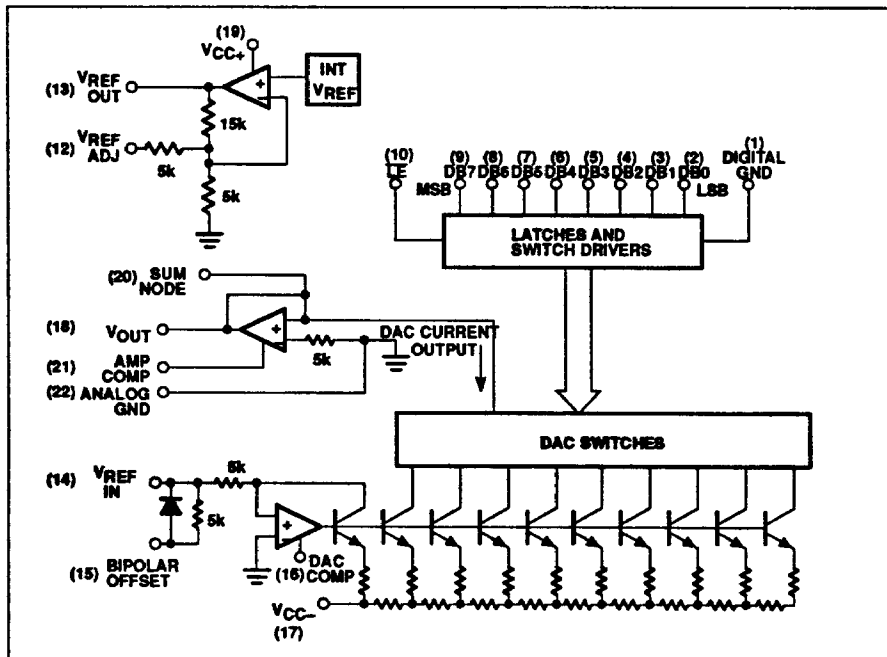 (19)
VCC+
(13) VREF OUT
INT VREF
15k
(12) VREF ADJ
5k
5k
(10) LE
(9) DB7
(8) DB6
(7) DB5
(6) DB4
(5) DB3
(4) DB2
(3) DB1
(2) DB0
(1) DIGITAL GND
MSB
LSB
LATCHES AND
SWITCH DRIVERS
(20) SUM NODE
(18) VOUT
5k
DAC CURRENT
OUTPUT
(21) AMP COMP
(22) ANALOG GND
DAC SWITCHES
(14) VREF IN
5k
5k
(15) BIPOLAR OFFSET
(16) DAC COMP
VCC–
(17)